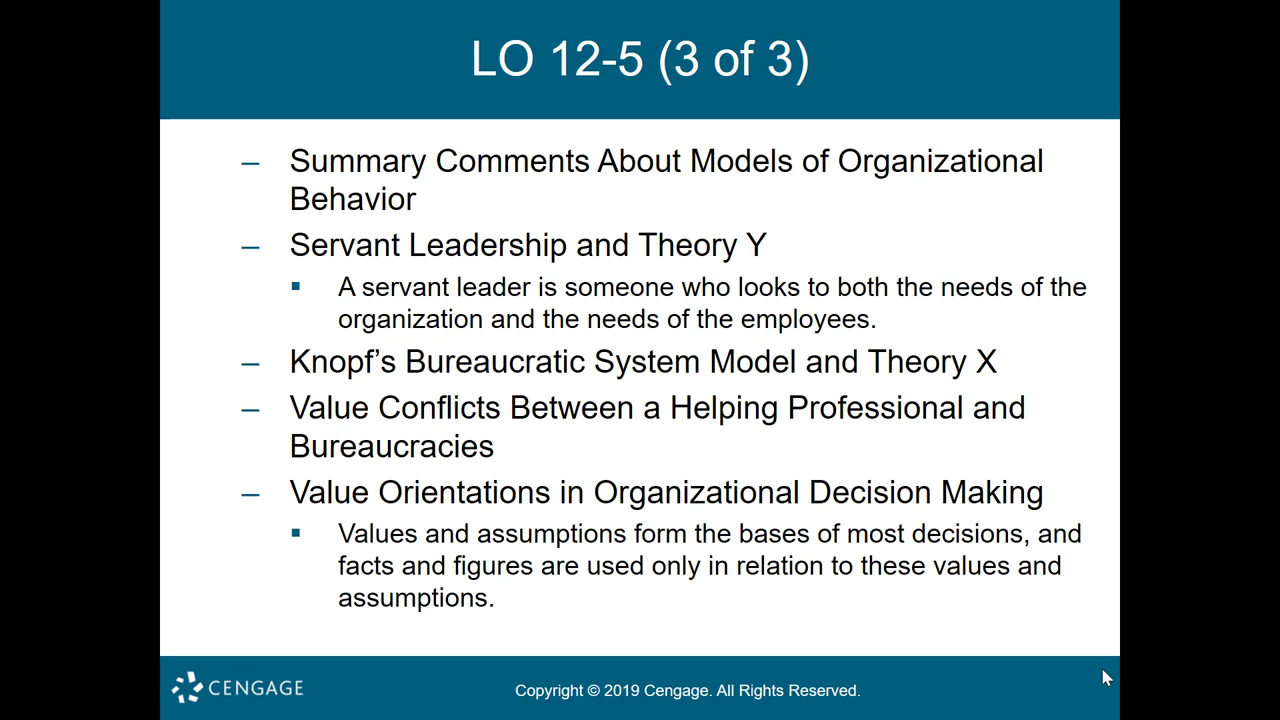 LO 12-5 (3 of 3)
– Summary Comments About Models of Organizational
Behavior
– Servant Leadership and Theory Y
▪ A servant leader is someone who looks to both the needs of the
organization and the needs of the employees.
– Knopf’s Bureaucratic System Model and Theory X
– Value Conflicts Between a Helping Professional and
Bureaucracies
– Value Orientations in Organizational Decision Making
▪ Values and assumptions form the bases of most decisions, and
facts and figures are used only in relation to these values and
assumptions.
CENGAGE
Copyright © 2019 Cengage. All Rights Reserved.